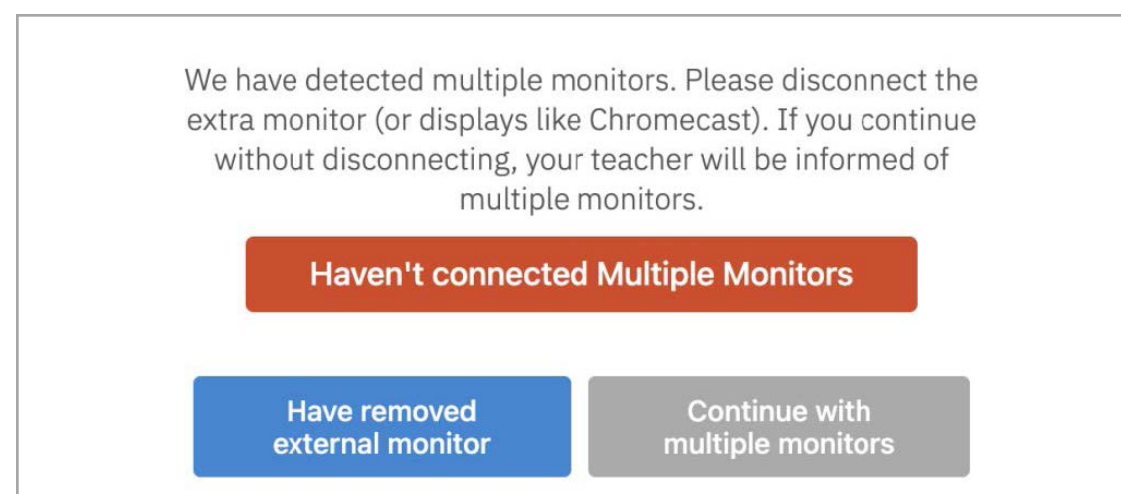 We have detected multiple monitors. Please disconnect the
extra monitor (or displays like Chromecast). If you continue
without disconnecting, your teacher will be informed of
multiple monitors.
Haven't connected Multiple Monitors
Have removed
external monitor
Continue with
multiple monitors